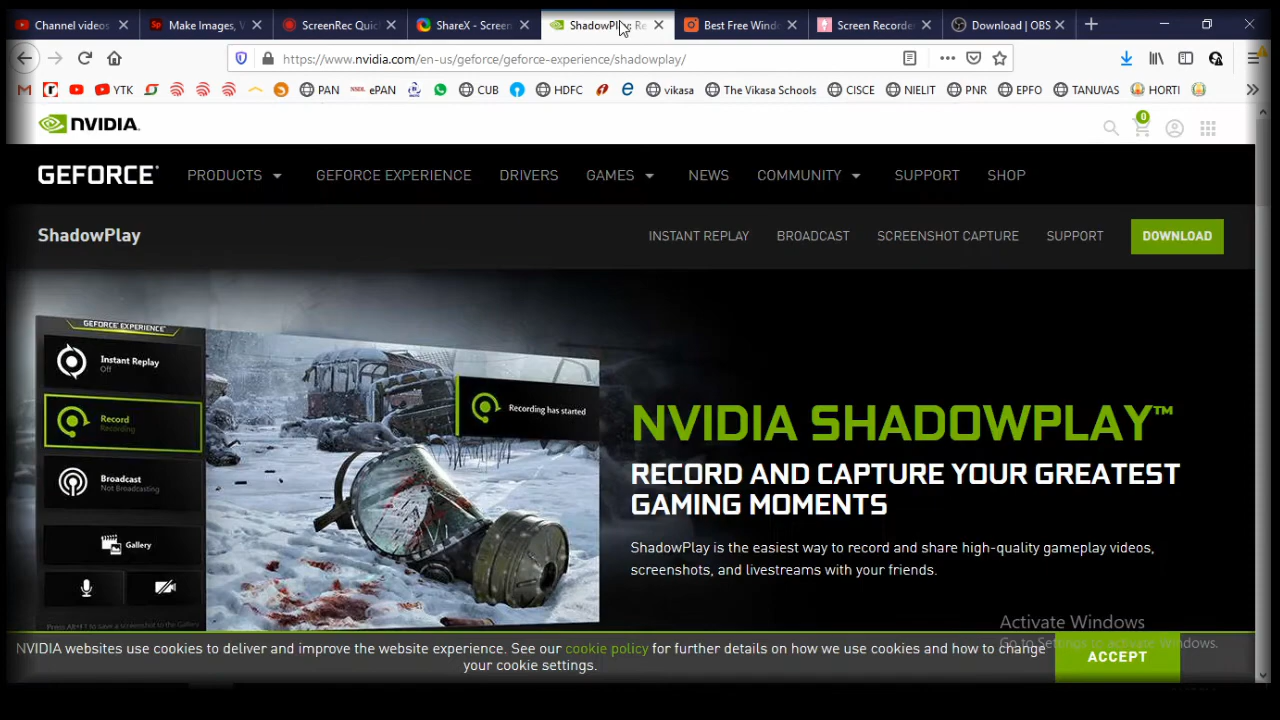 Channel videos
Make Images, V
ScreenRec Quic
ShareX - Screen
ShadowPlay: Re
Best Free Wind
Screen Recorde
Download | OBS
https://www.nvidia.com/en-us/geforce/geforce-experience/shadowplay/
YTK
PAN
NSDL ePAN
CUB
HDFC
vikasa
The Vikasa Schools
CISCE
NIELIT
PNR
EPFO
TANUVAS
HORTI
NVIDIA.
0
GEFORCE
PRODUCTS
GEFORCE EXPERIENCE
DRIVERS
GAMES
NEWS
COMMUNITY
SUPPORT
SHOP
ShadowPlay
INSTANT REPLAY
BROADCAST
SCREENSHOT CAPTURE
SUPPORT
DOWNLOAD
GEFORCE EXPERIENCE
Instant Replay
Off
Record
Recording
Broadcast
Not Broadcasting
Gallery
Recording has started
NVIDIA SHADOWPLAY™
RECORD AND CAPTURE YOUR GREATEST
GAMING MOMENTS
ShadowPlay is the easiest way to record and share high-quality gameplay videos,
screenshots, and livestreams with your friends.
Activate Windows
Go to Settings to activate Windows.
NVIDIA websites use cookies to deliver and improve the website experience. See our cookie policy for further details on how we use cookies and how to change
your cookie settings.
ACCEPT